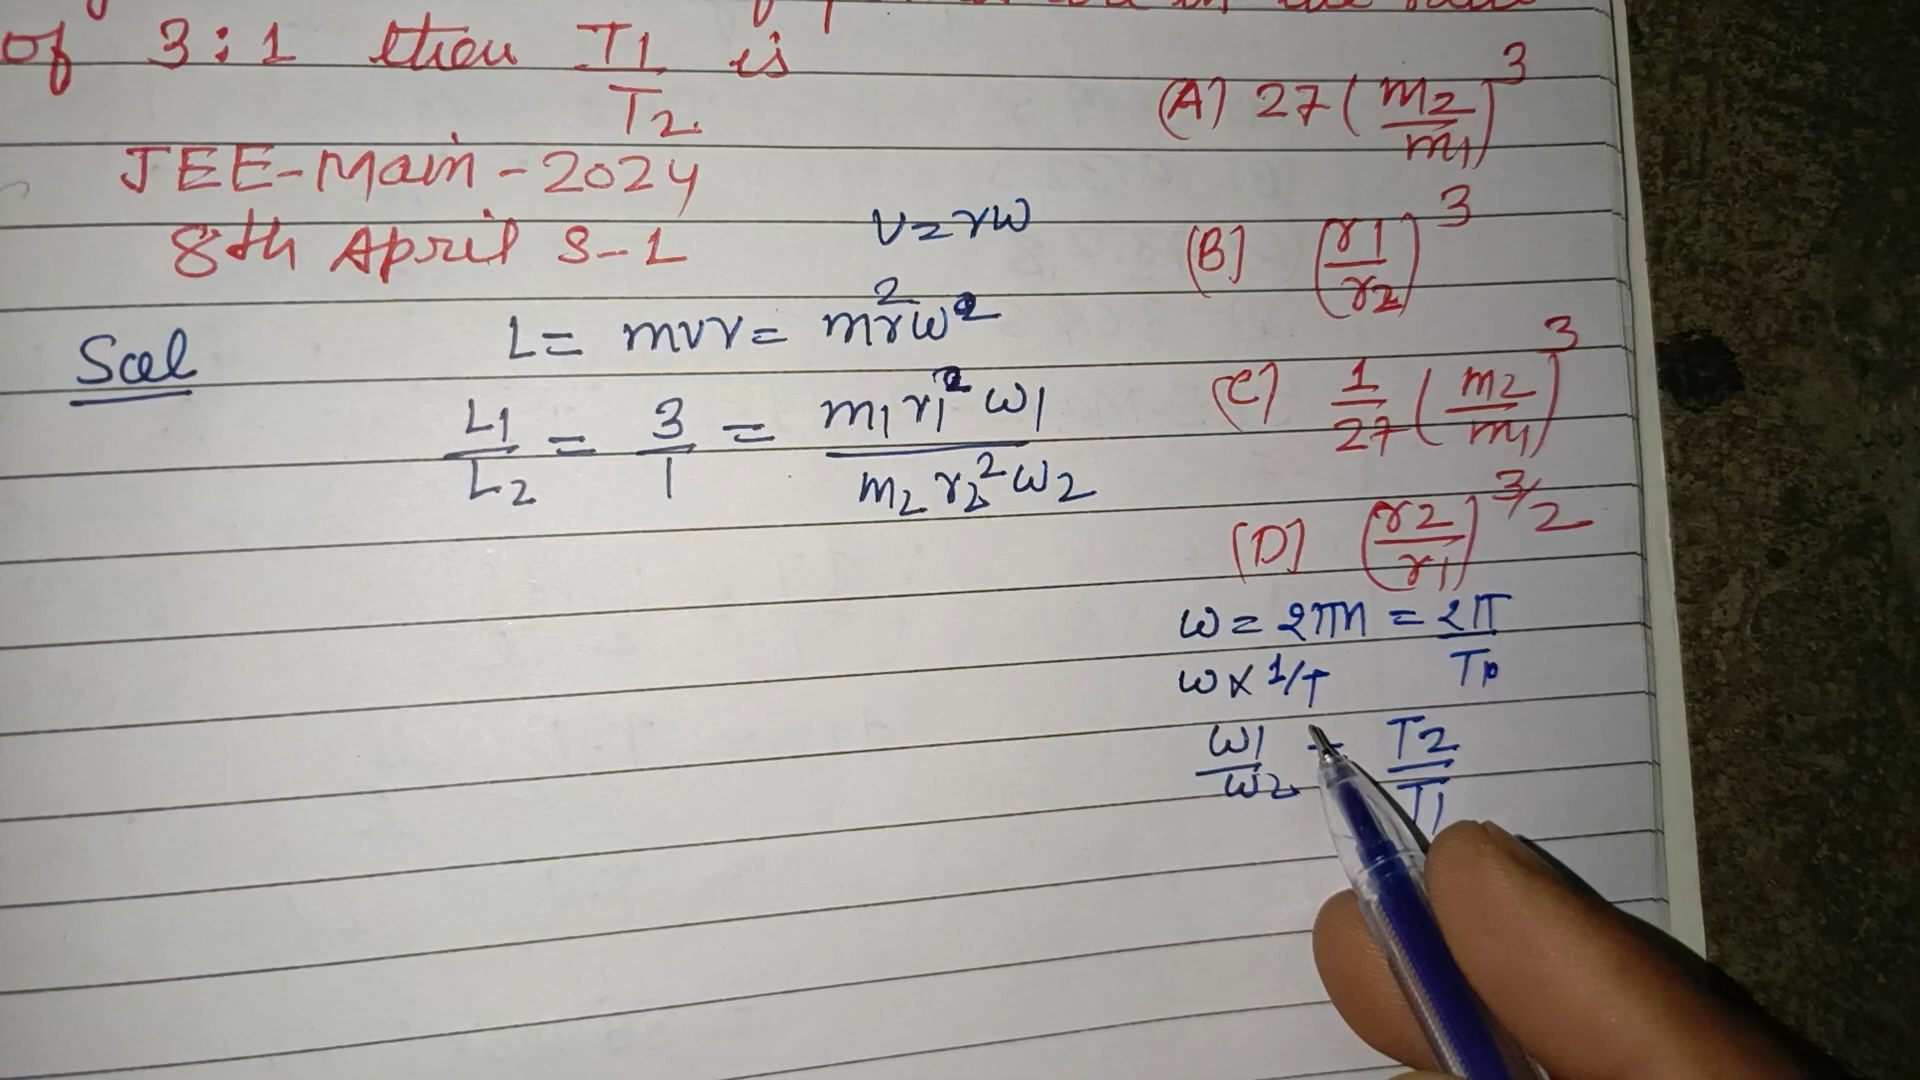 of 3:1 then T1/T2 is
JEE-Main-2024
8th April S-1
(A) 27 (m2/m1)^3
(B) (r1/r2)^3
(C) 1/27 (m2/m1)^3
(D) (r2/r1)^3/2
v=rω
Sol
L = mvr = mr²ω
L1/L2 = 3/1 = m1r1²ω1/m2r2²ω2
ω = 2πn = 2π/T
ω ∝ 1/T
ω1/ω2 = T2/T1